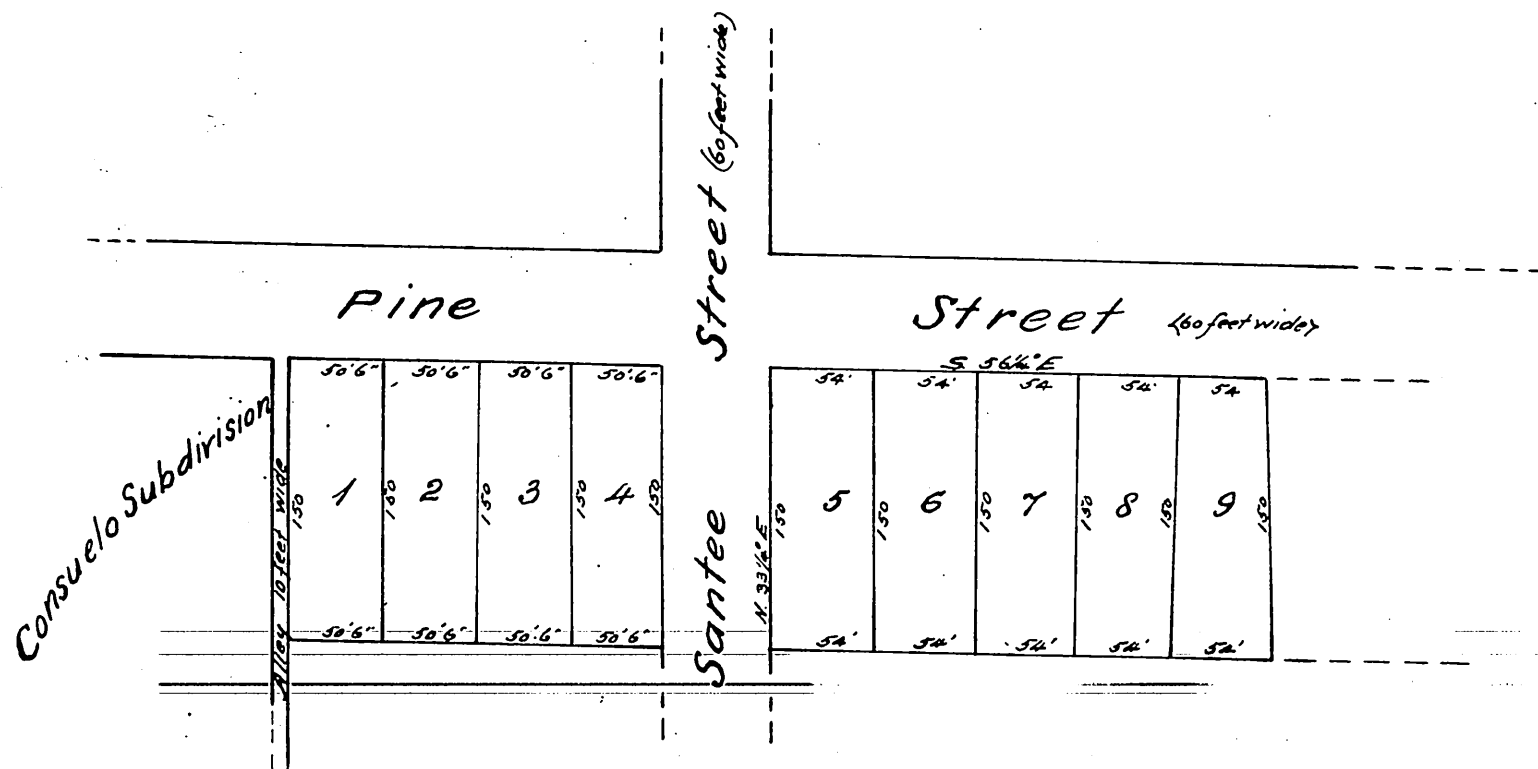 Santee Street (60 feet wide)
Pine Street (60 feet wide)
S. 56¼° E
50'6" 50'6" 50'6" 50'6"
54' 54' 54 54' 54
Consuelo Subdivision
Alley 10 feet wide
150 1 150 2 150 3 150 4 150
N. 33¼° E
150 5 150 6 150 7 150 8 150 9 150
50'6" 50'6" 50'6" 50'6"
54' 54' 54' 54' 54'